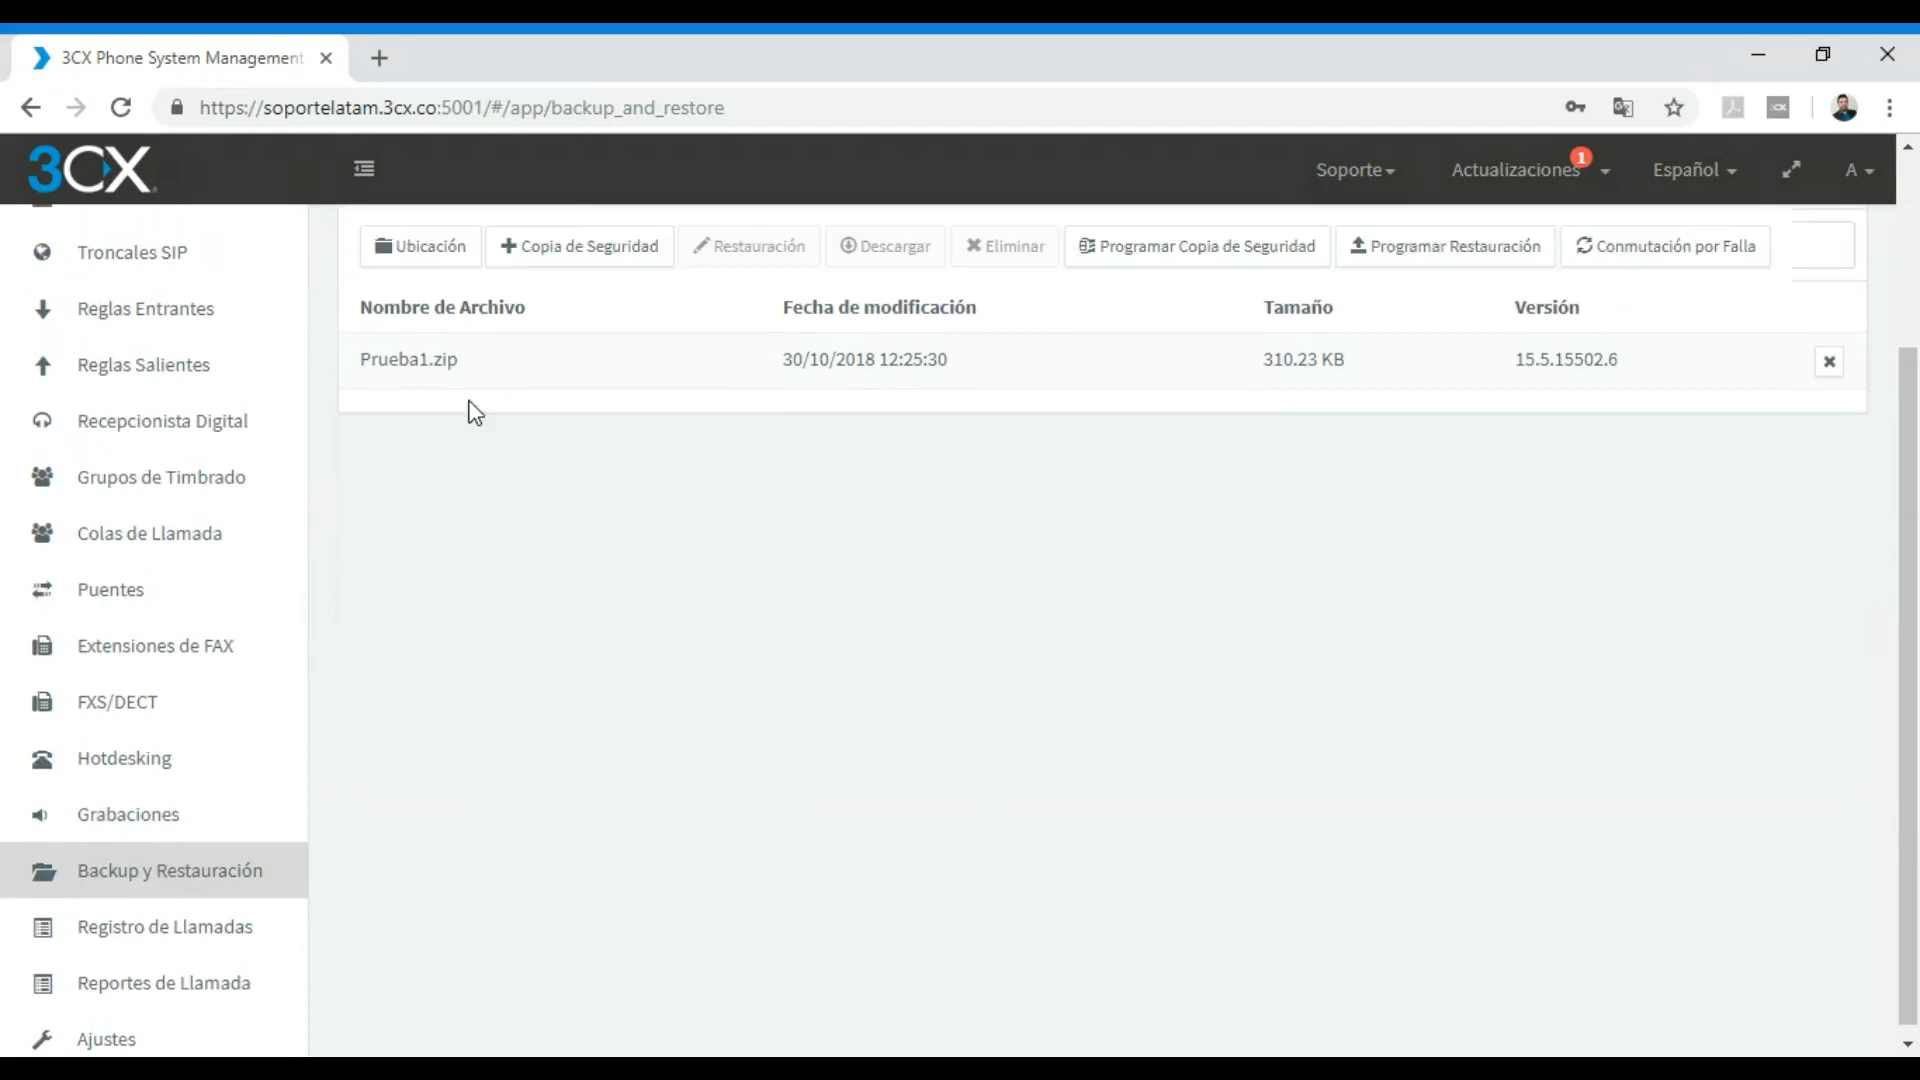 3CX Phone System Management
https://soportelatam.3cx.co:5001/#/app/backup_and_restore
3CX
Soporte
Actualizaciones
1
Español
A
Troncales SIP
Reglas Entrantes
Reglas Salientes
Recepcionista Digital
Grupos de Timbrado
Colas de Llamada
Puentes
Extensiones de FAX
FXS/DECT
Hotdesking
Grabaciones
Backup y Restauración
Registro de Llamadas
Reportes de Llamada
Ajustes
Ubicación
Copia de Seguridad
Restauración
Descargar
Eliminar
Programar Copia de Seguridad
Programar Restauración
Conmutación por Falla
Nombre de Archivo Fecha de modificación Tamaño Versión
Prueba1.zip 30/10/2018 12:25:30 310.23 KB 15.5.15502.6